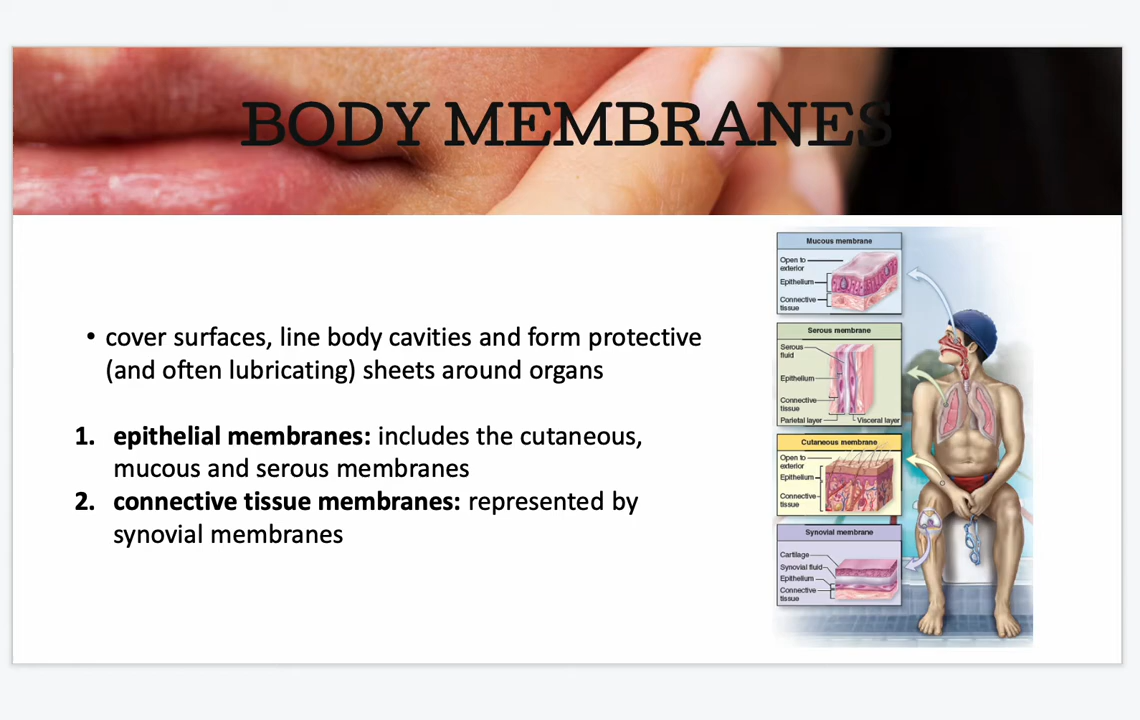 BODY MEMBRANES
• cover surfaces, line body cavities and form protective
(and often lubricating) sheets around organs
1. epithelial membranes: includes the cutaneous,
mucous and serous membranes
2. connective tissue membranes: represented by
synovial membranes
Mucous membrane
Open to
exterior
Epithelium
Connective
tissue
Serous membrane
Serous
fluid
Epithelium
Connective
tissue
Parietal layer
Visceral layer
Cutaneous membrane
Open to
exterior
Epithelium
Connective
tissue
Synovial membrane
Cartilage
Synovial fluid
Epithelium
Connective
tissue